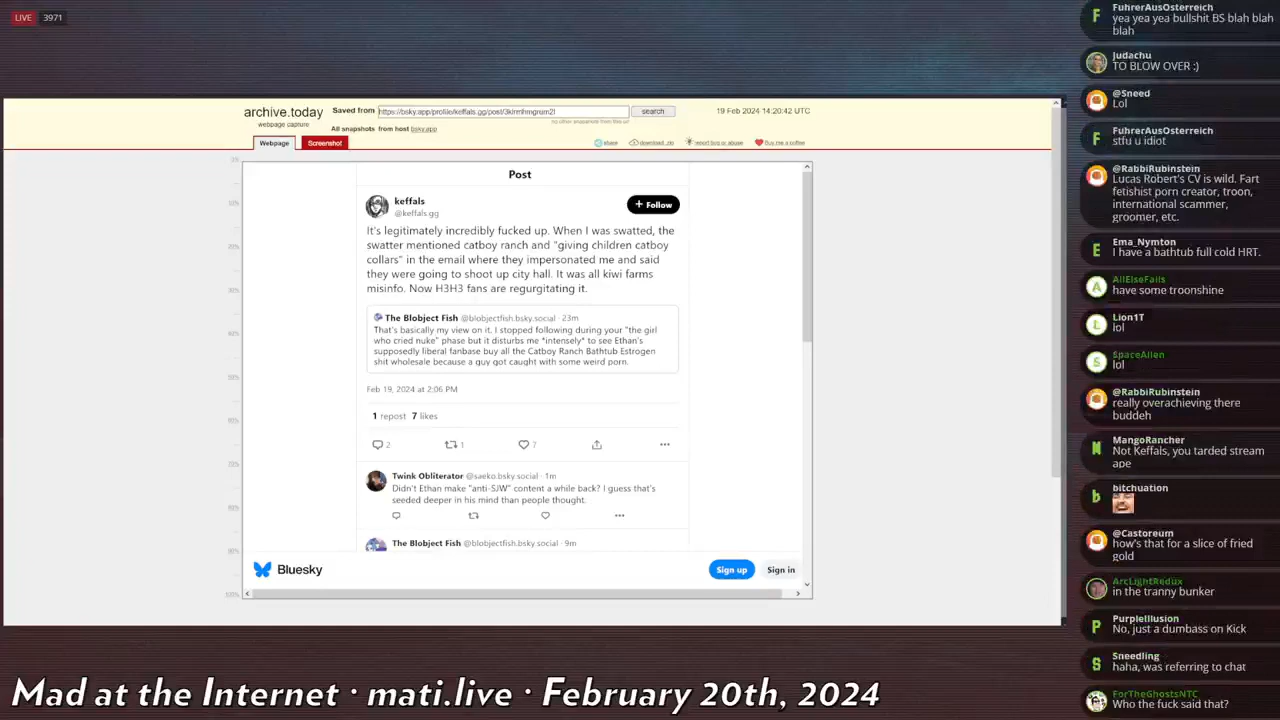 LIVE 3971
archive.today
webpage capture
Saved from
search
19 Feb 2024 14:20:42 UTC
no other snapshots from this url
All snapshots from host bsky.app
Webpage Screenshot
share download .zip report bug or abuse Buy me a coffee
Post
keffals
@keffals.gg
+ Follow
It's legitimately incredibly fucked up. When I was swatted, the
swatter mentioned catboy ranch and "giving children catboy
collars" in the email where they impersonated me and said
they were going to shoot up city hall. It was all kiwi farms
misinfo. Now H3H3 fans are regurgitating it.
The Blobject Fish @blobjectfish.bsky.social · 23m
That's basically my view on it. I stopped following during your "the girl
who cried nuke" phase but it disturbs me *intensely* to see Ethan's
supposedly liberal fanbase buy all the Catboy Ranch Bathtub Estrogen
shit wholesale because a guy got caught with some weird porn.
Feb 19, 2024 at 2:06 PM
1 repost 7 likes
2 1 7
Twink Obliterator @saeko.bsky.social · 1m
Didn't Ethan make "anti-SJW" content a while back? I guess that's
seeded deeper in his mind than people thought.
The Blobject Fish @blobjectfish.bsky.social · 9m
Bluesky
Sign up Sign in
FuhrerAusOsterreich
yea yea yea bullshit BS blah blah
blah
Judachu
TO BLOW OVER :)
@Sneed
Lol
FuhrerAusOsterreich
stfu u idiot
@RabbiRubinstein
Lucas Robert's CV is wild. Fart
fetishist porn creator, troon,
international scammer,
groomer, etc.
Ema_Nymton
I have a bathtub full cold HRT.
AllElseFails
have some troonshine
Lion1T
lol
SpaceAlien
lol
@RabbiRubinstein
really overachieving there
buddeh
MangoRancher
Not Keffals, you tarded stream
ape
bitchuation
@Castoreum
how's that for a slice of fried
gold
ArcLightRedux
in the tranny bunker
PurpleIllusion
No, just a dumbass on Kick
Sneedling
haha, was referring to chat
ForTheGhostsNTC
Who the fuck said that?
Mad at the Internet · mati.live · February 20th, 2024